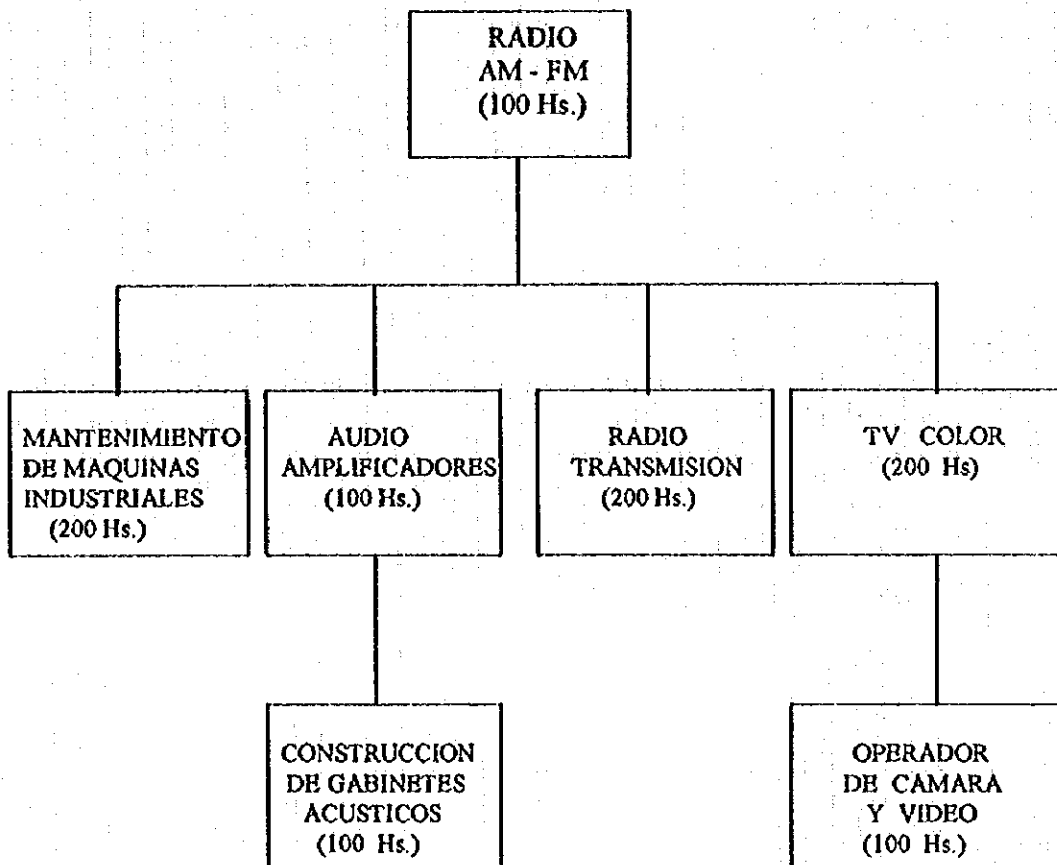 RADIO
AM - FM
(100 Hs.)
MANTENIMIENTO
DE MAQUINAS
INDUSTRIALES
(200 Hs.)
AUDIO
AMPLIFICADORES
(100 Hs.)
RADIO
TRANSMISION
(200 Hs.)
TV COLOR
(200 Hs)
CONSTRUCCION
DE GABINETES
ACUSTICOS
(100 Hs.)
OPERADOR
DE CAMARA
Y VIDEO
(100 Hs.)